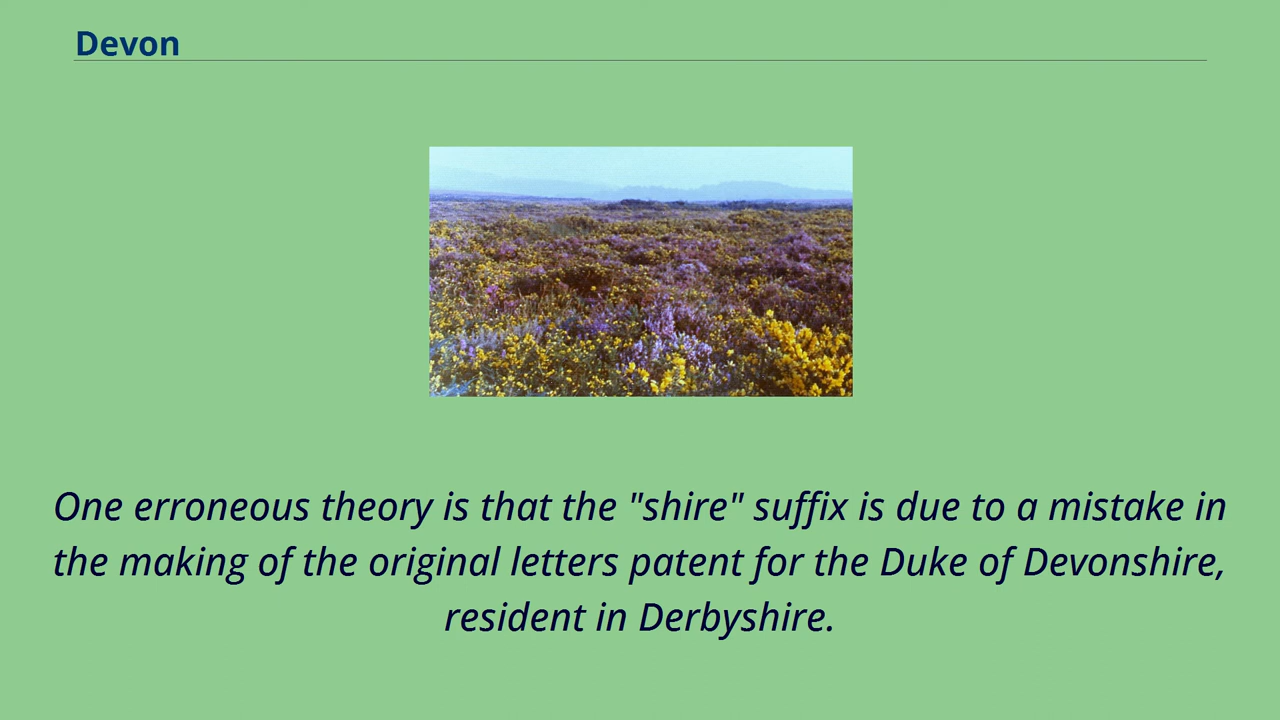 Devon
One erroneous theory is that the "shire" suffix is due to a mistake in
the making of the original letters patent for the Duke of Devonshire,
resident in Derbyshire.